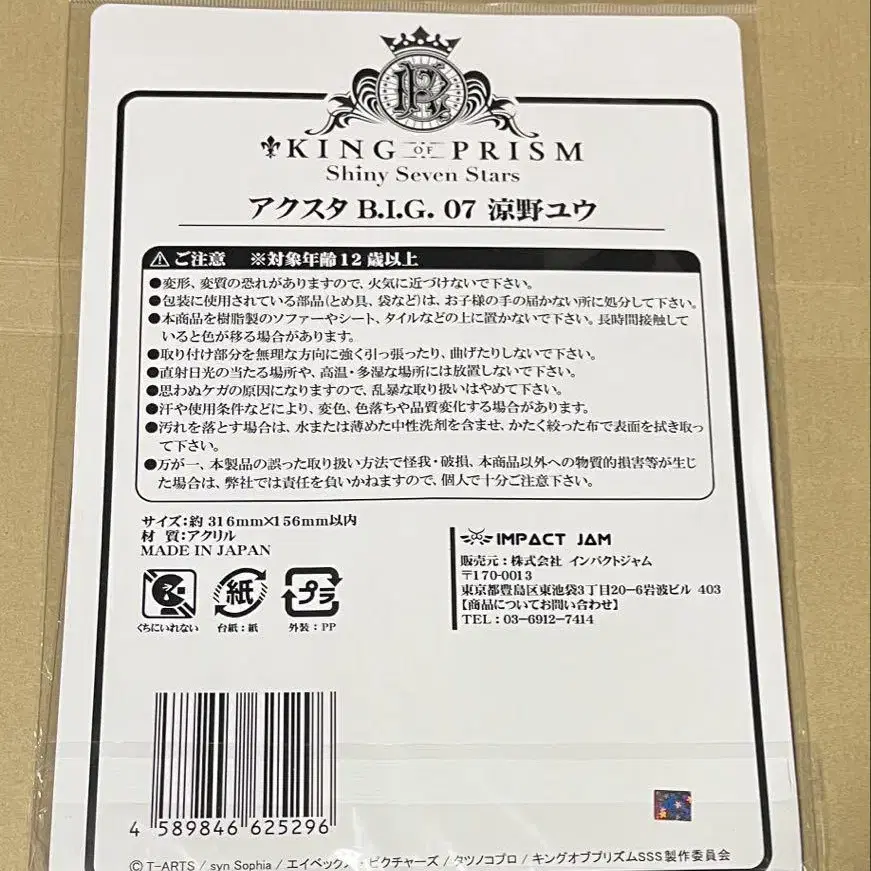 KING OF PRISM
Shiny Seven Stars
アクスタ B.I.G. 07 涼野ユウ
⚠ ご注意 ※対象年齢12歳以上
●変形、変質の恐れがありますので、火気に近づけないで下さい。
●包装に使用されている部品(とめ具、袋など)は、お子様の手の届かない所に処分して下さい。
●本商品を樹脂製のソファーやシート、タイルなどの上に置かないで下さい。長時間接触して
いると色が移る場合があります。
●取り付け部分を無理な方向に強く引っ張ったり、曲げたりしないで下さい。
●直射日光の当たる場所や、高温・多湿な場所には放置しないで下さい。
●思わぬケガの原因になりますので、乱暴な取り扱いはやめて下さい。
●汗や使用条件などにより、変色、色落ちや品質変化する場合があります。
●汚れを落とす場合は、水または薄めた中性洗剤を含ませ、かたく絞った布で表面を拭き取っ
て下さい。
●万が一、本製品の誤った取り扱い方法で怪我・破損、本商品以外への物質的損害等が生じ
た場合は、弊社では責任を負いかねますので、個人で十分ご注意下さい。
サイズ:約 316mm×156mm以内
材 質:アクリル
MADE IN JAPAN
くちにいれない
紙
台紙:紙
プラ
外装:PP
IMPACT JAM
販売元:株式会社 インパクトジャム
〒170-0013
東京都豊島区東池袋3丁目20-6岩波ビル 403
【商品についてお問い合わせ】
TEL:03-6912-7414
4 589846 625296
© T-ARTS / syn Sophia / エイベックス・ピクチャーズ / タツノコプロ / キングオブプリズムSSS製作委員会